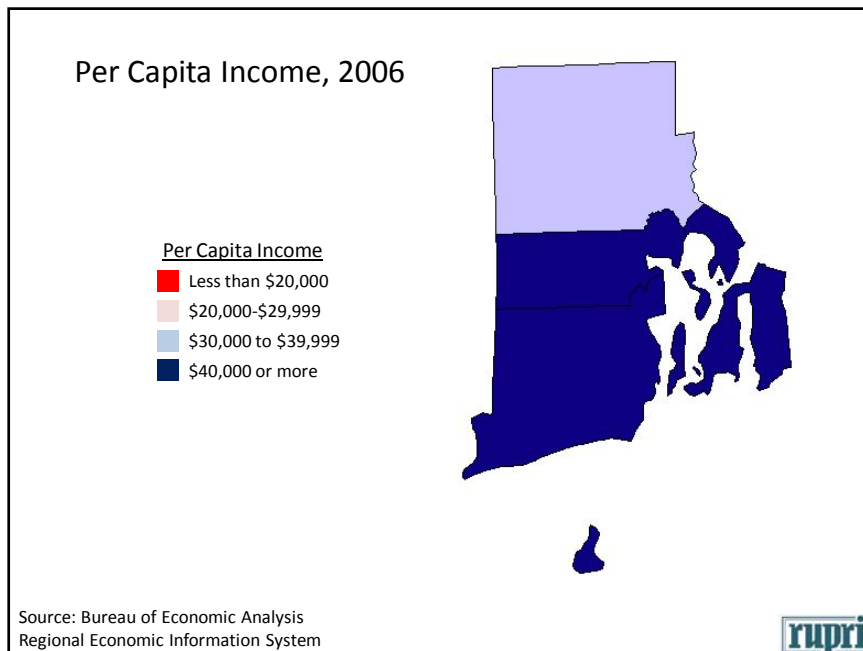 Per Capita Income, 2006
Per Capita Income
Less than $20,000
$20,000-$29,999
$30,000 to $39,999
$40,000 or more
Source: Bureau of Economic Analysis
Regional Economic Information System
rupri